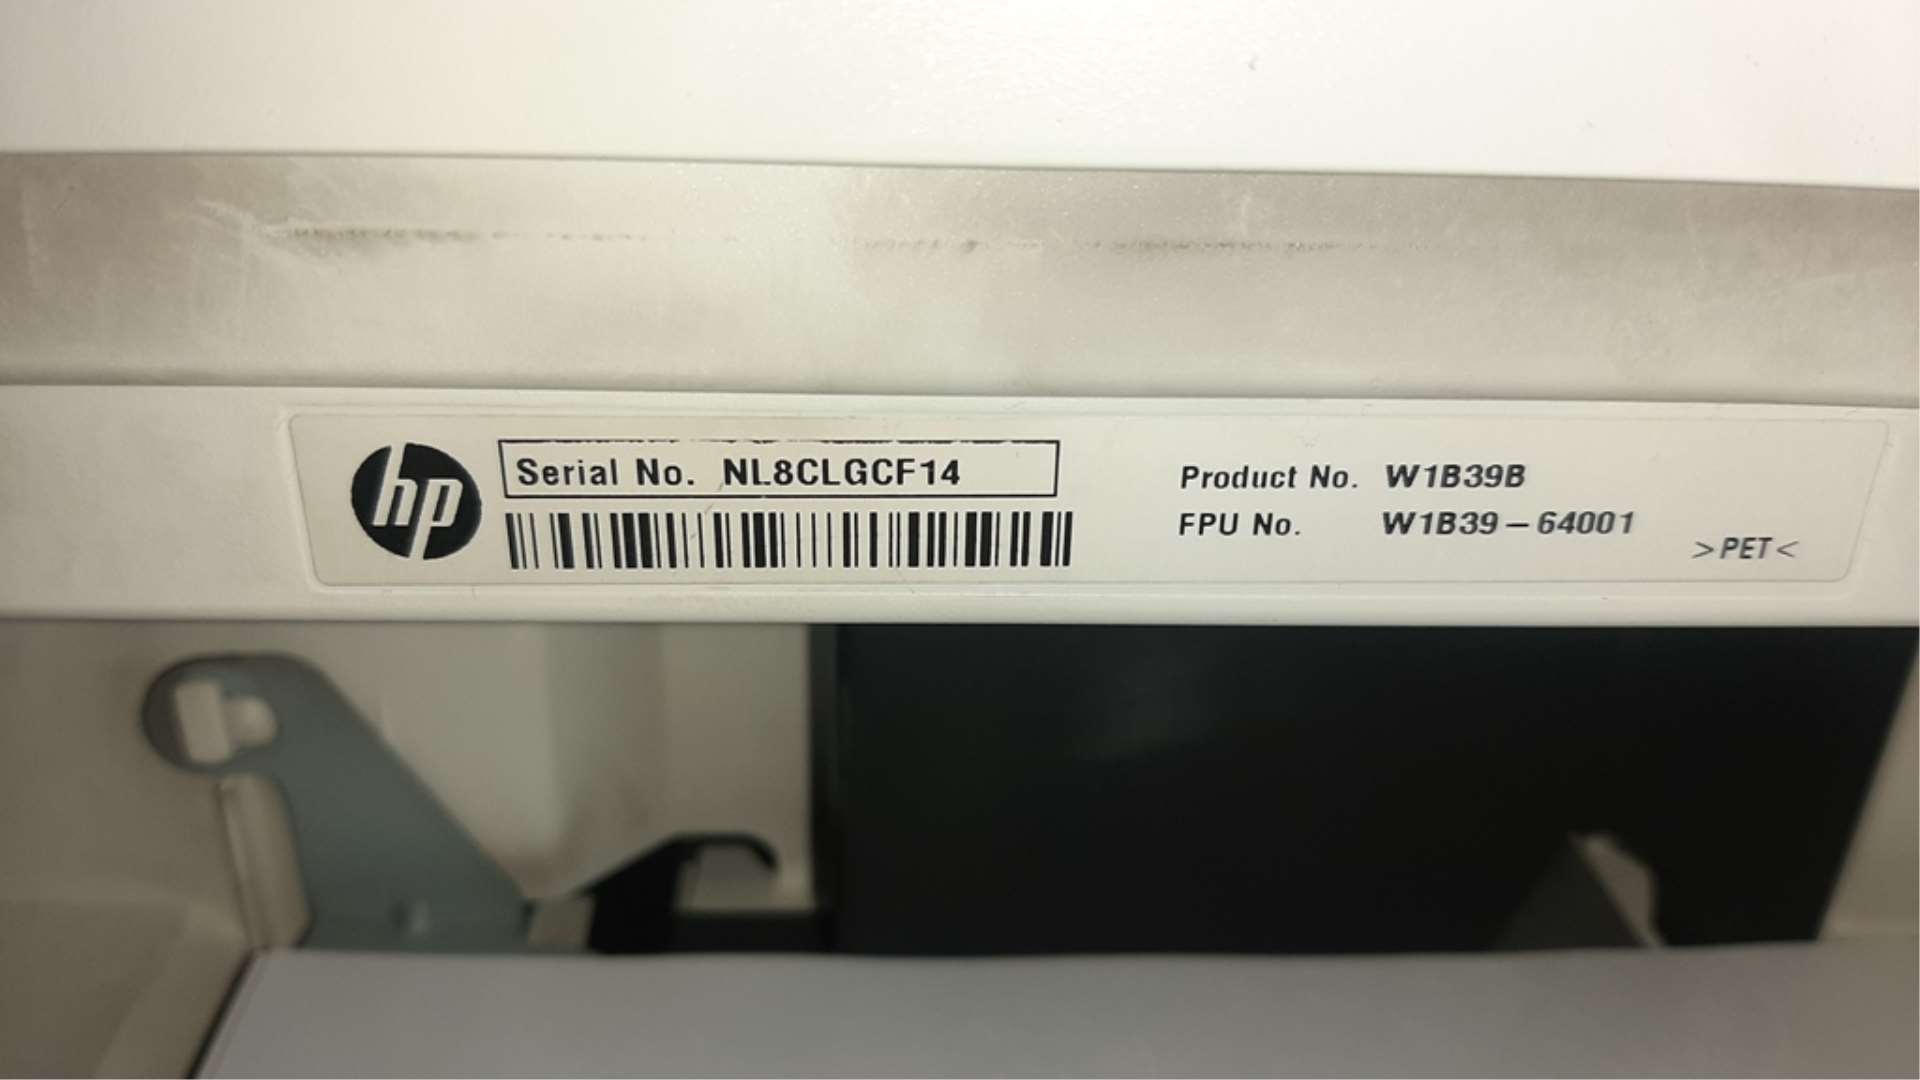 hp
Serial No. NL8CLGCF14
Product No. W1B39B
FPU No. W1B39-64001
>PET<